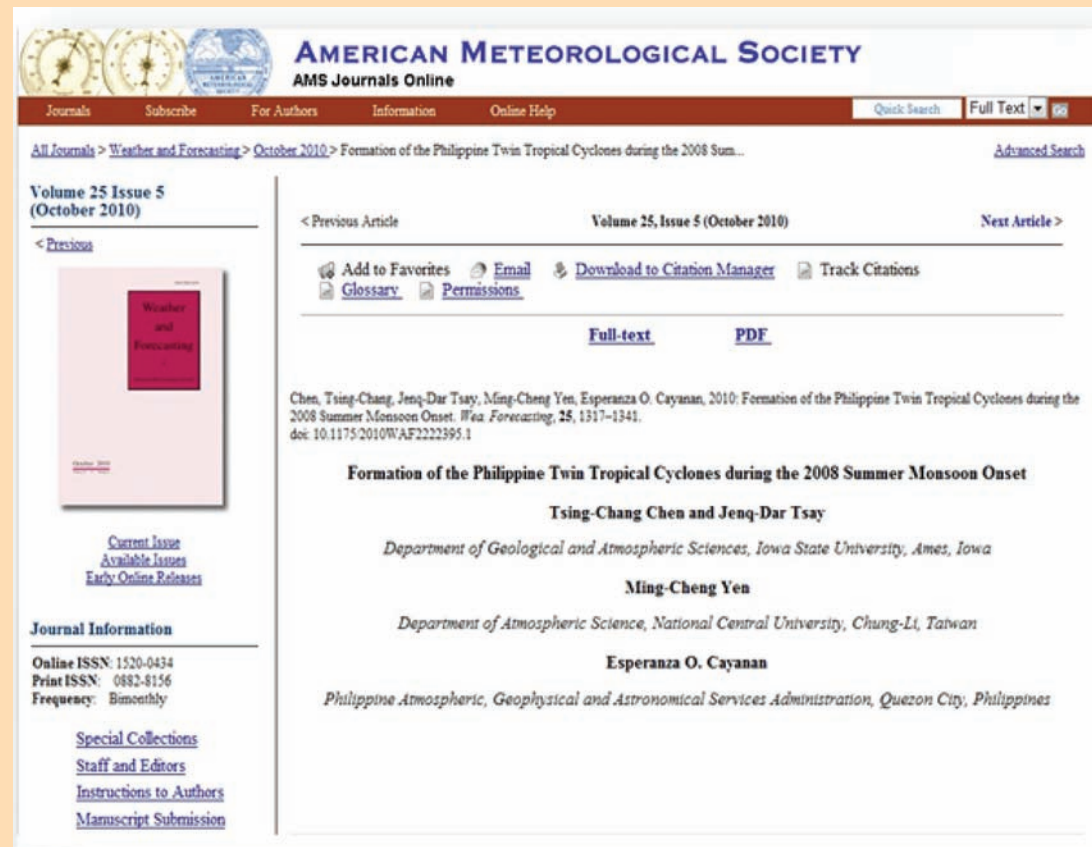 AMERICAN METEOROLOGICAL SOCIETY
AMS Journals Online
Journals Subscribe For Authors Information Online Help Quick Search Full Text Go
All Journals > Weather and Forecasting > October 2010 > Formation of the Philippine Twin Tropical Cyclones during the 2008 Sum... Advanced Search
Volume 25 Issue 5
(October 2010)
< Previous
Weather
and
Forecasting
October 2010
Current Issue
Available Issues
Early Online Releases
Journal Information
Online ISSN: 1520-0434
Print ISSN: 0882-8156
Frequency: Bimonthly
Special Collections
Staff and Editors
Instructions to Authors
Manuscript Submission
< Previous Article Volume 25, Issue 5 (October 2010) Next Article >
Add to Favorites Email Download to Citation Manager Track Citations
Glossary Permissions
Full-text PDF
Chen, Tsing-Chang, Jenq-Dar Tsay, Ming-Cheng Yen, Esperanza O. Cayanan, 2010: Formation of the Philippine Twin Tropical Cyclones during the
2008 Summer Monsoon Onset. Wea. Forecasting, 25, 1317–1341.
doi: 10.1175/2010WAF2222395.1
Formation of the Philippine Twin Tropical Cyclones during the 2008 Summer Monsoon Onset
Tsing-Chang Chen and Jenq-Dar Tsay
Department of Geological and Atmospheric Sciences, Iowa State University, Ames, Iowa
Ming-Cheng Yen
Department of Atmospheric Science, National Central University, Chung-Li, Taiwan
Esperanza O. Cayanan
Philippine Atmospheric, Geophysical and Astronomical Services Administration, Quezon City, Philippines